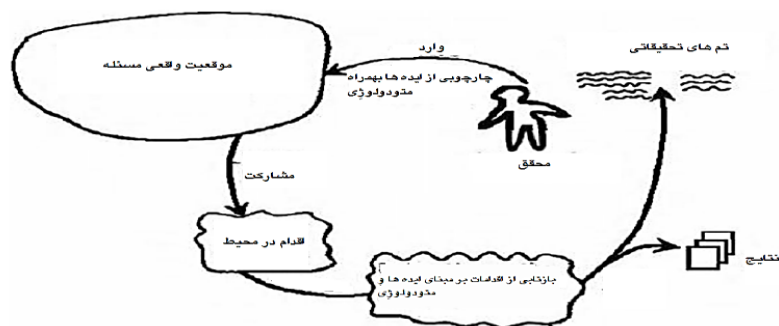 تم های تحقیقاتی
وارد
موقعیت واقعی مسئله
چارچوبی از ایده ها بهمراه
متودولوژی
محقق
مشارکت
اقدام در محیط
نتایج
بازتابی از اقدامات بر مبنای ایده ها و
متودولوژی